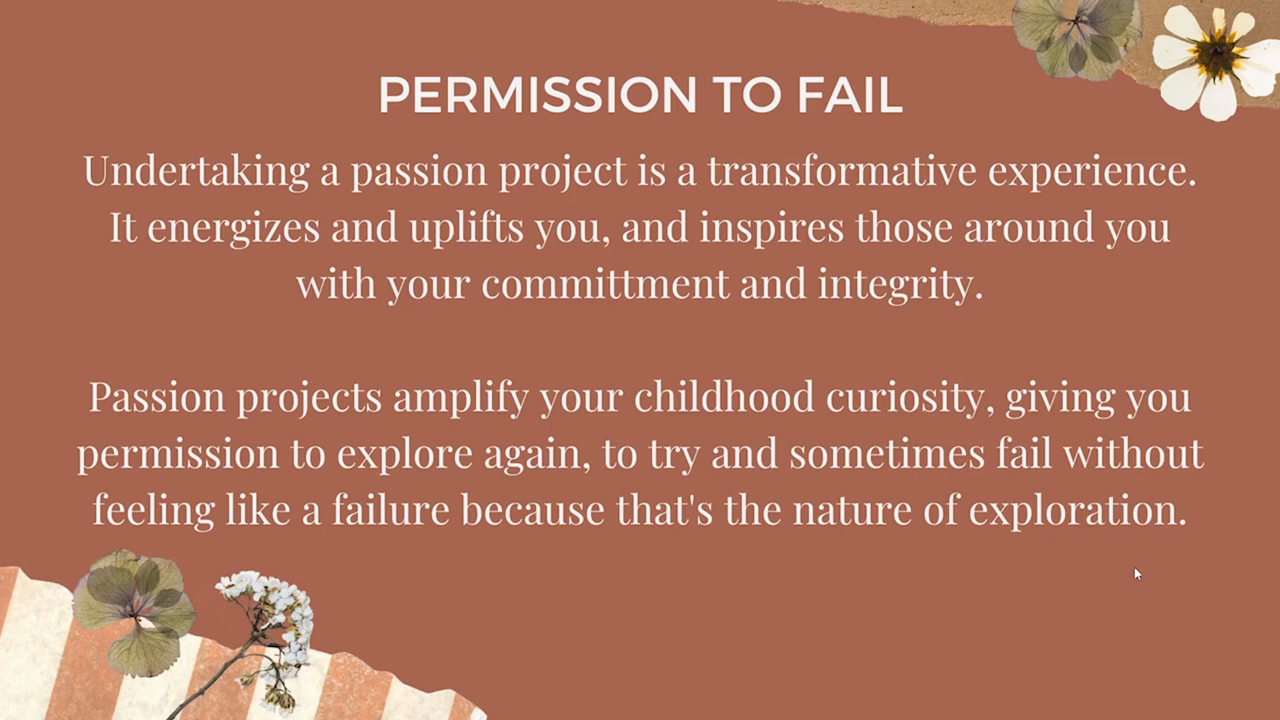 PERMISSION TO FAIL
Undertaking a passion project is a transformative experience.
It energizes and uplifts you, and inspires those around you
with your committment and integrity.
Passion projects amplify your childhood curiosity, giving you
permission to explore again, to try and sometimes fail without
feeling like a failure because that's the nature of exploration.